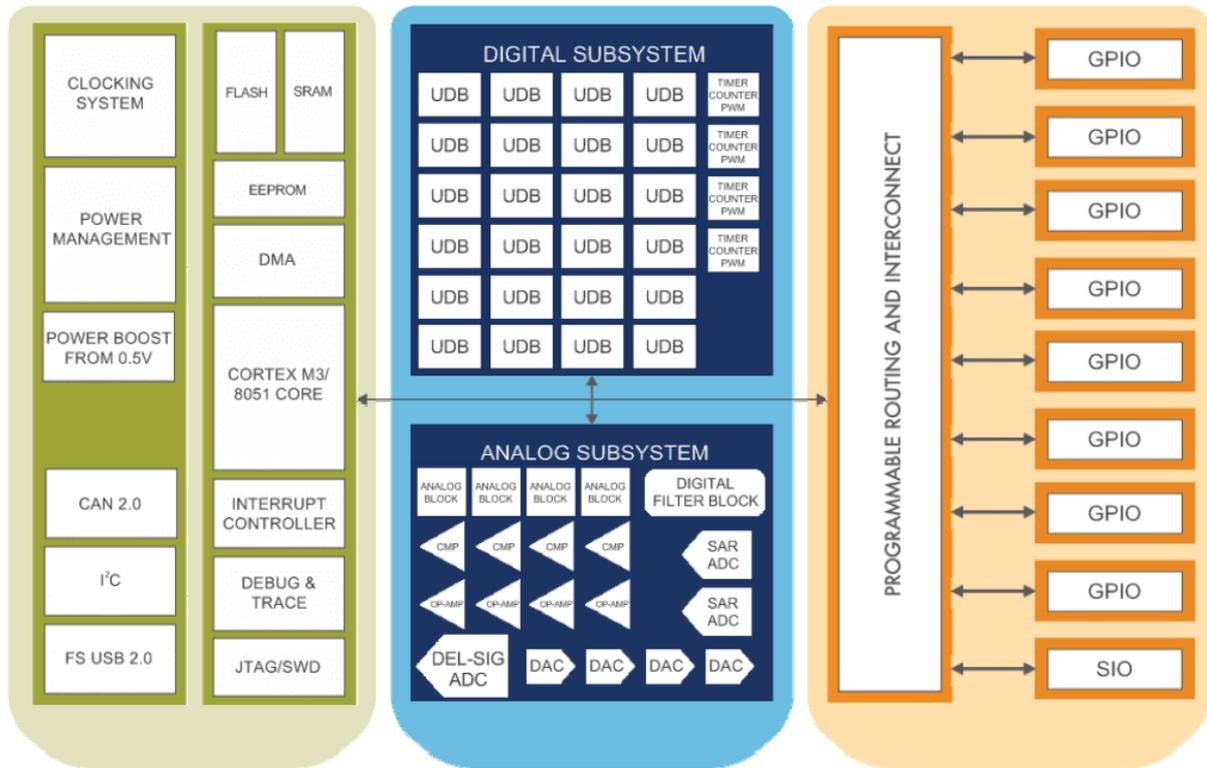 CLOCKING
SYSTEM
POWER
MANAGEMENT
POWER BOOST
FROM 0.5V
CAN 2.0
I²C
FS USB 2.0
FLASH
SRAM
EEPROM
DMA
CORTEX M3/
8051 CORE
INTERRUPT
CONTROLLER
DEBUG &
TRACE
JTAG/SWD
DIGITAL SUBSYSTEM
UDB UDB UDB UDB
TIMER
COUNTER
PWM
UDB UDB UDB UDB
TIMER
COUNTER
PWM
UDB UDB UDB UDB
TIMER
COUNTER
PWM
UDB UDB UDB UDB
TIMER
COUNTER
PWM
UDB UDB UDB UDB
UDB UDB UDB UDB
ANALOG SUBSYSTEM
ANALOG
BLOCK
ANALOG
BLOCK
ANALOG
BLOCK
ANALOG
BLOCK
DIGITAL
FILTER BLOCK
CMP CMP CMP CMP
SAR
ADC
OP-AMP OP-AMP OP-AMP OP-AMP
SAR
ADC
DEL-SIG
ADC
DAC DAC DAC DAC
PROGRAMMABLE ROUTING AND INTERCONNECT
GPIO
GPIO
GPIO
GPIO
GPIO
GPIO
GPIO
GPIO
SIO